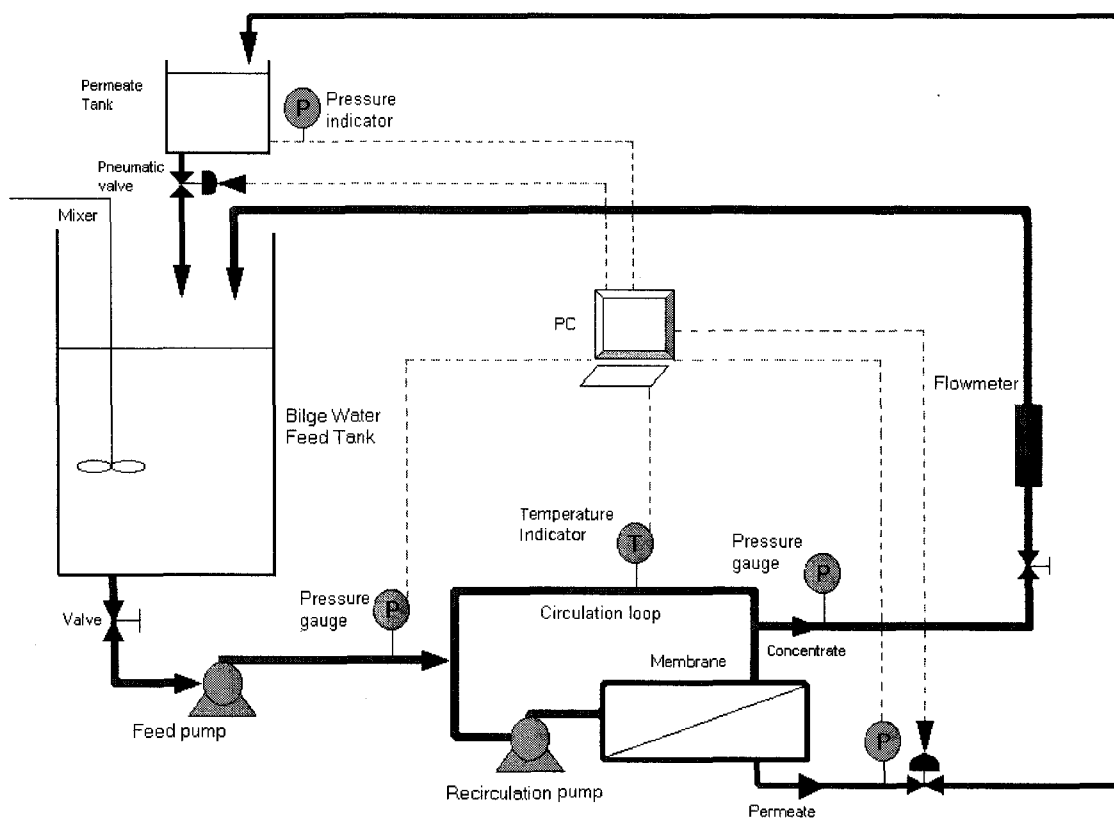 Permeate
Tank
P
Pressure
indicator
Pneumatic
valve
Mixer
PC
Flowmeter
Bilge Water
Feed Tank
Temperature
Indicator
T
Pressure
gauge
P
Pressure
gauge
P
Valve
Circulation loop
Concentrate
Membrane
Feed pump
P
Recirculation pump
Permeate